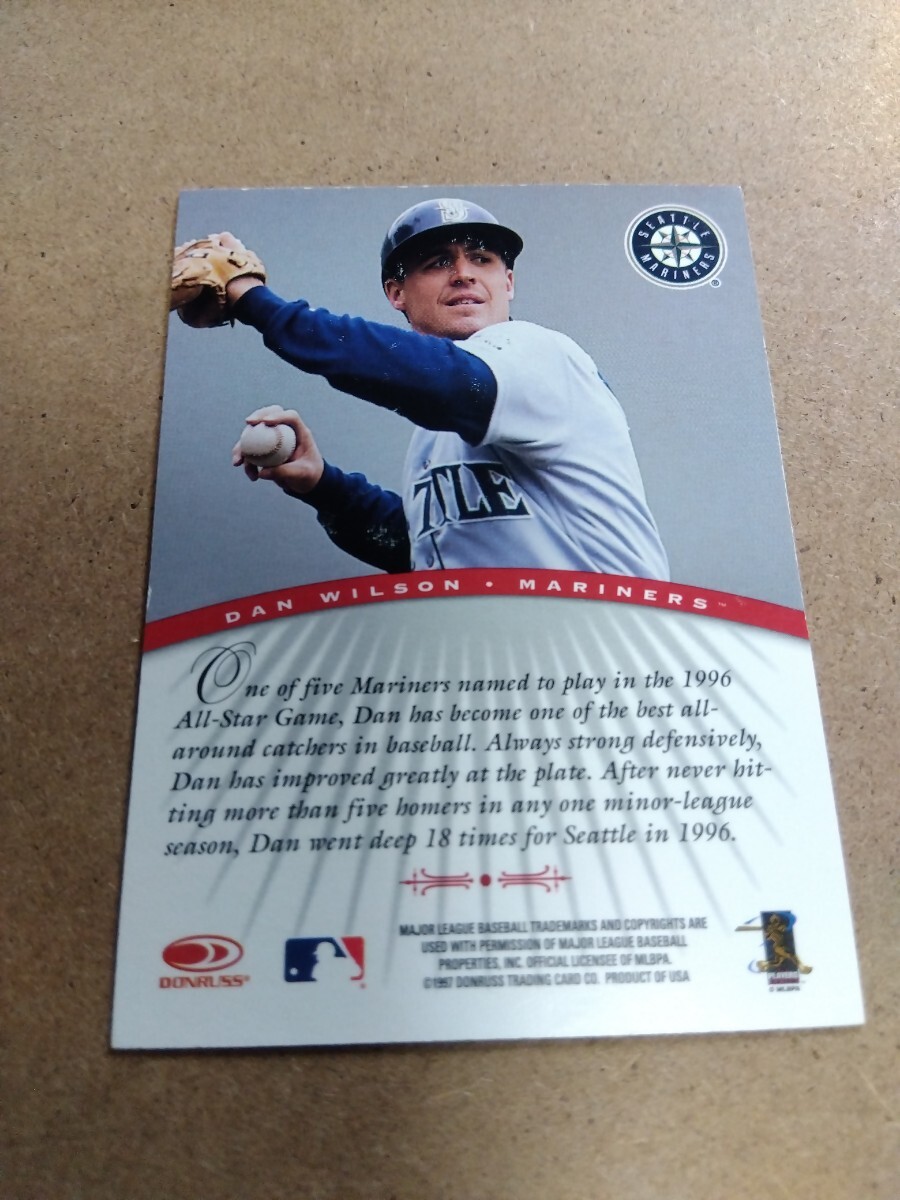 SEATTLE
MARINERS
TTLE
DAN WILSON • MARINERS™
One of five Mariners named to play in the 1996
All-Star Game, Dan has become one of the best all-
around catchers in baseball. Always strong defensively,
Dan has improved greatly at the plate. After never hit-
ting more than five homers in any one minor-league
season, Dan went deep 18 times for Seattle in 1996.
DONRUSS®
MAJOR LEAGUE BASEBALL TRADEMARKS AND COPYRIGHTS ARE
USED WITH PERMISSION OF MAJOR LEAGUE BASEBALL
PROPERTIES, INC. OFFICIAL LICENSEE OF MLBPA.
©1997 DONRUSS TRADING CARD CO. PRODUCT OF USA
PLAYERS
© MLBPA